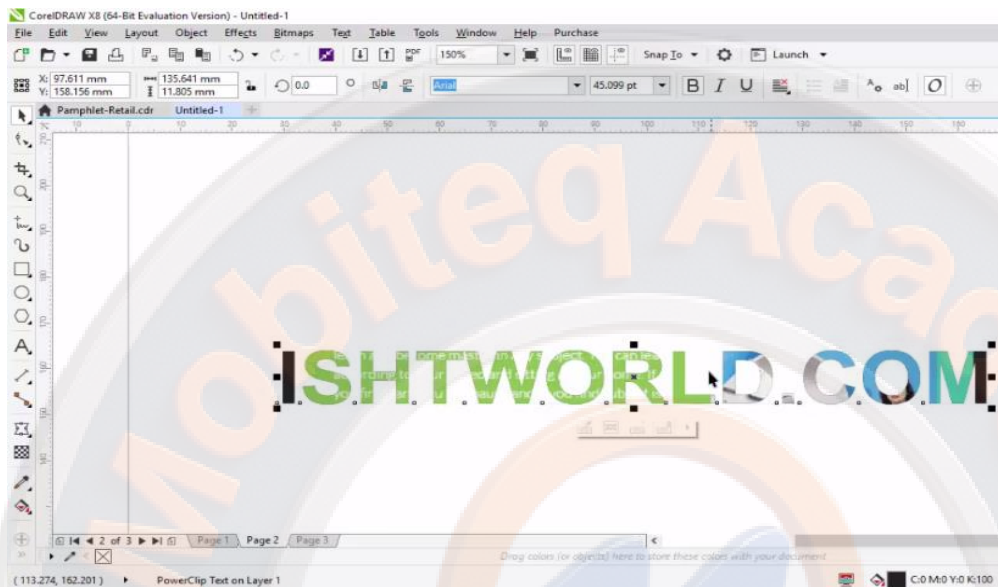 CorelDRAW X8 (64-Bit Evaluation Version) - Untitled-1
File Edit View Layout Object Effects Bitmaps Text Table Tools Window Help Purchase
PDF 150% Snap To Launch
X: 97.611 mm 135.641 mm 0.0 Arial 45.099 pt B I U ab| O
Y: 158.156 mm 11.805 mm
Pamphlet-Retail.cdr Untitled-1
Mobiteq Acad
ISHTWORLD.COM
2 of 3 Page 1 Page 2 Page 3
Drag colors (or objects) here to store these colors with your document
(113.274, 162.201) PowerClip Text on Layer 1 C:0 M:0 Y:0 K:100